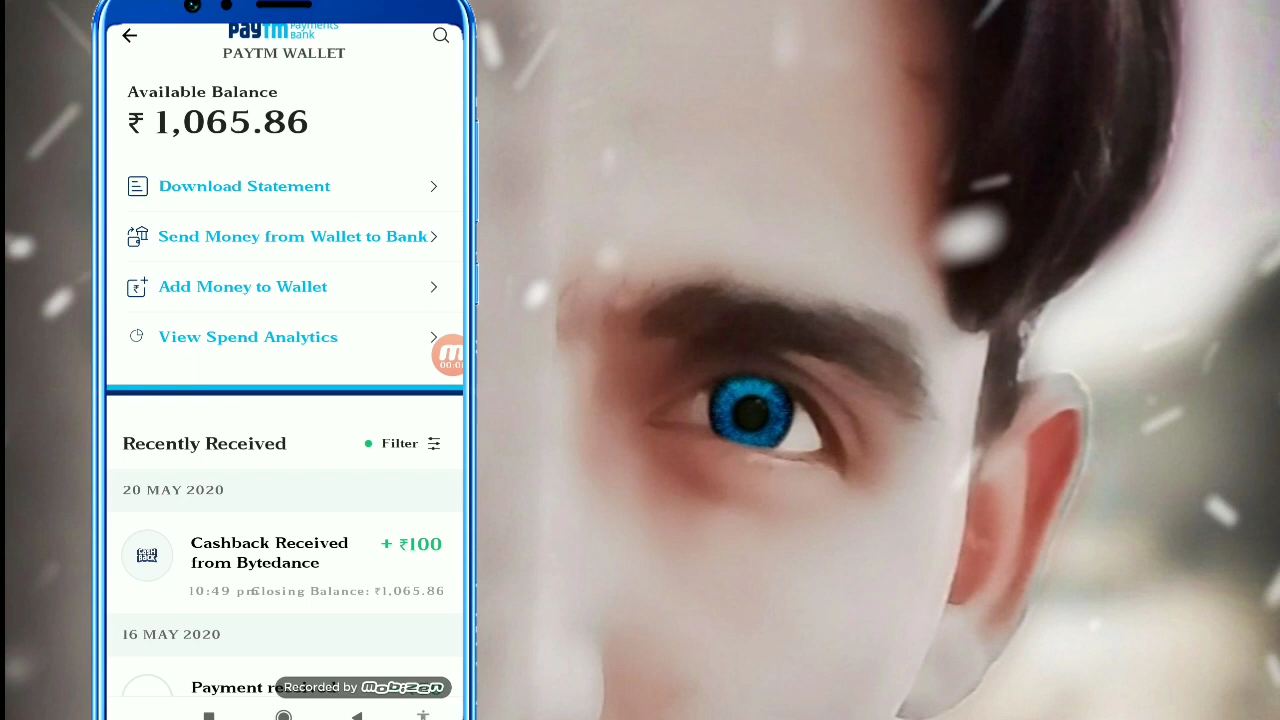 Paytm Payments Bank
PAYTM WALLET
Available Balance
₹ 1,065.86
Download Statement
Send Money from Wallet to Bank
Add Money to Wallet
View Spend Analytics
Recently Received
Filter
20 MAY 2020
CASH BACK
Cashback Received
from Bytedance
+ ₹100
10:49 pm
Closing Balance: ₹1,065.86
16 MAY 2020
Payment
Recorded by mobizen